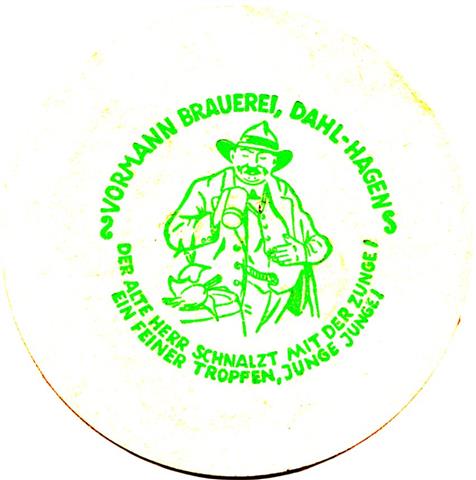 VORMANN BRAUEREI, DAHL-HAGEN
DER ALTE HERR SCHNALZT MIT DER ZUNGE!
EIN FEINER TROPFEN, JUNGE JUNGE!